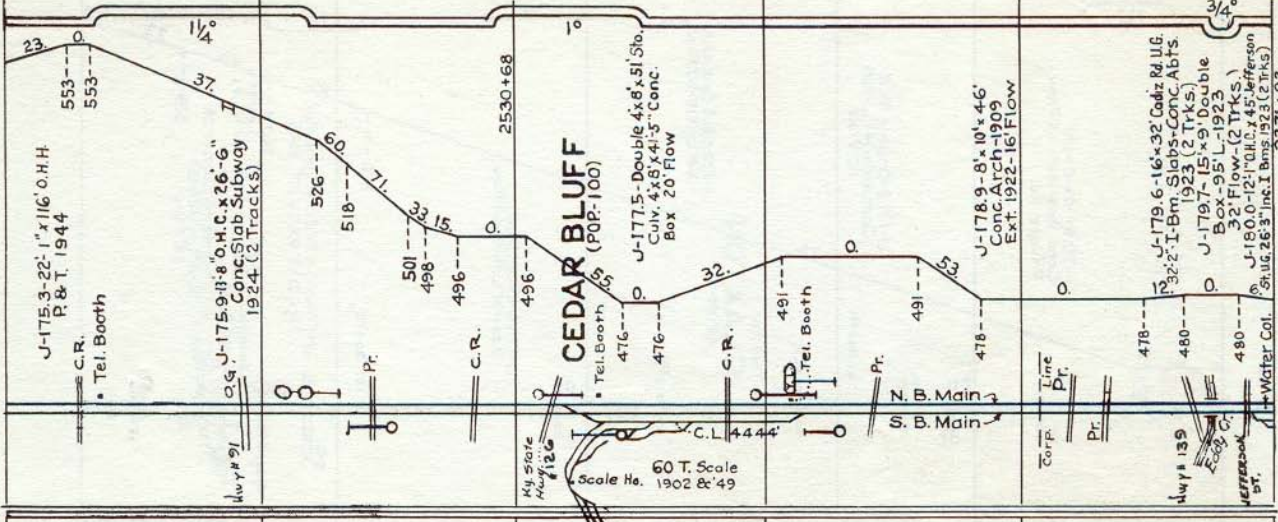 1¼°
1°
3/4°
23.
0.
553
553
37.
60.
526
71.
518
33.
15.
501
498
496
0.
2530+68
496
55.
0.
476
476
32.
0.
491
491
53.
478
0.
12.
478
480
0.
480
6.
J-175.3-22'-1" x 116' O.H.H.
P. & T. 1944
J-175.9-11'-8" O.H.C. x 26'-6"
Conc. Slab Subway
1924 (2 Tracks)
CEDAR BLUFF
(POP.-100)
J-177.5-Double 4'x8'x51' Sto.
Culv. 4'x8'x41'-5" Conc.
Box 20' Flow
J-178.9-8'x10'x46'
Conc. Arch-1909
Ext. 1922-16' Flow
J-179.6-16'x32' Cadiz Rd. U.G.
32'2" I-Bm. Slabs-Conc. Abts.
1923 (2 Trks.)
J-179.7-15'x9' Double
Box-95' L.-1923
32' Flow-(2 Trks.)
J-180.0-12'-1" O.H.C. x 45' Jefferson
St. U.G. 26'3" Inc. I Bms. 1923 (2 Trks)
C.R.
Tel. Booth
O.G.
Hwy # 91
Pr.
C.R.
Ky. State
Hwy. #126
Tel. Booth
C.R.
Tel. Booth
Pr.
N. B. Main
S. B. Main
C.L. 4444'
Scale Ho.
60 T. Scale
1902 & '49
Corp. Line
Pr.
Pr.
Hwy # 139
Eddy Cr.
JEFFERSON
ST.
Water Col.